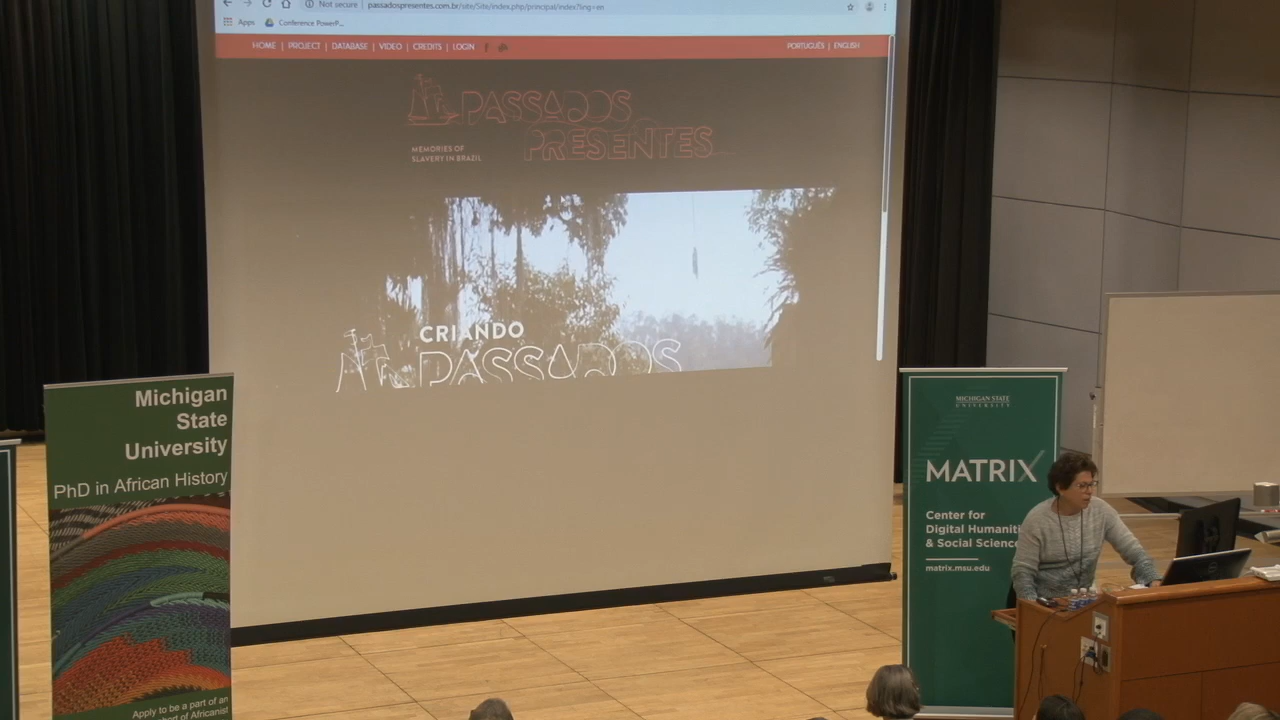 Not secure | passadospresentes.com.br/site/Site/index.php/principal/index?lng=en
Apps
Conference PowerP...
HOME | PROJECT | DATABASE | VIDEO | CREDITS | LOGIN
PORTUGUÊS | ENGLISH
PASSADOS
PRESENTES
MEMORIES OF
SLAVERY IN BRAZIL
CRIANDO
PASSADOS
Michigan
State
University
PhD in African History
Apply to be a part of an
of Africanist
MICHIGAN STATE
UNIVERSITY
MATRIX
Center for
Digital Humaniti
& Social Science
matrix.msu.edu